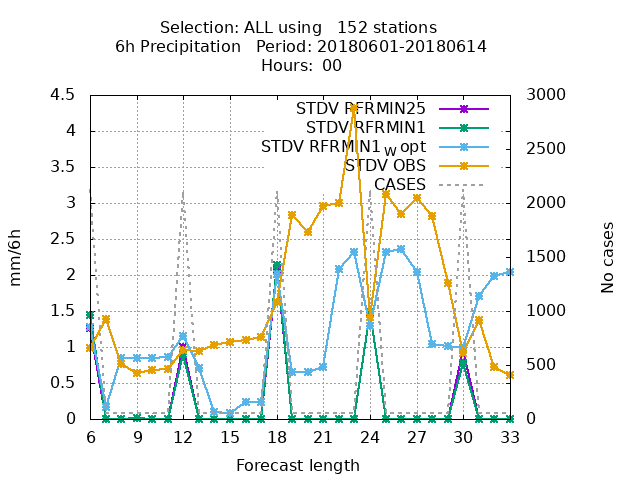 Selection: ALL using   152 stations
6h Precipitation   Period: 20180601-20180614
Hours:  00
STDV RFRMIN25
STDV RFRMIN1
STDV RFRMIN1_w opt
STDV OBS
CASES
4.5
4
3.5
3
2.5
2
1.5
1
0.5
0
3000
2500
2000
1500
1000
500
0
mm/6h
No cases
6 9 12 15 18 21 24 27 30 33
Forecast length